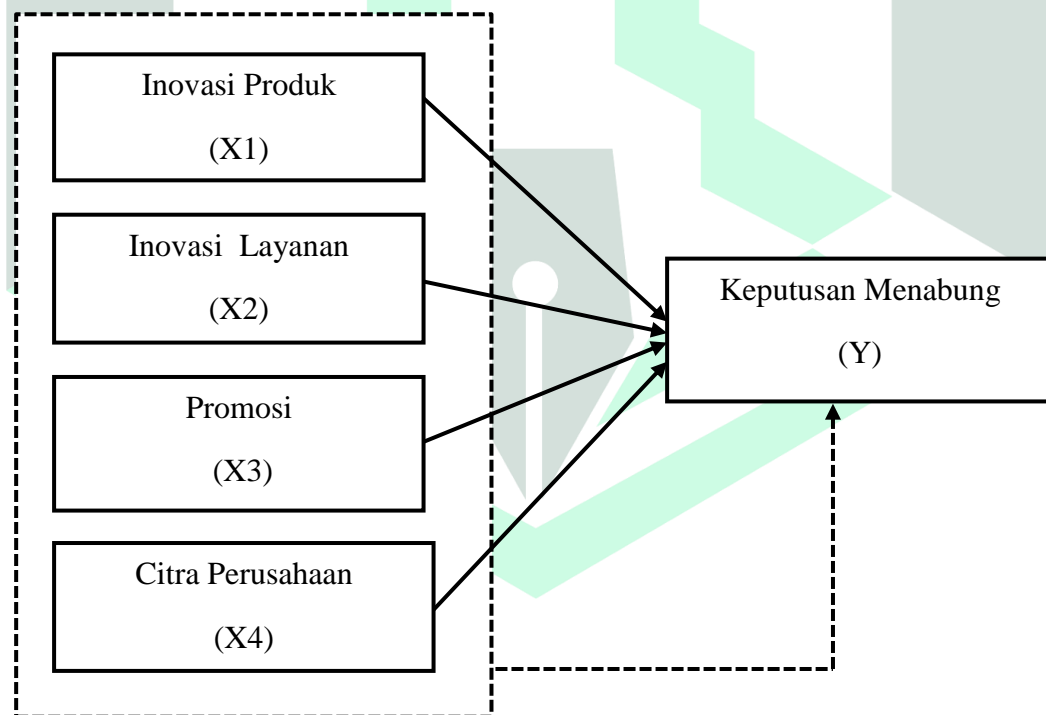 Inovasi Produk
(X1)
Inovasi Layanan
(X2)
Promosi
(X3)
Citra Perusahaan
(X4)
Keputusan Menabung
(Y)